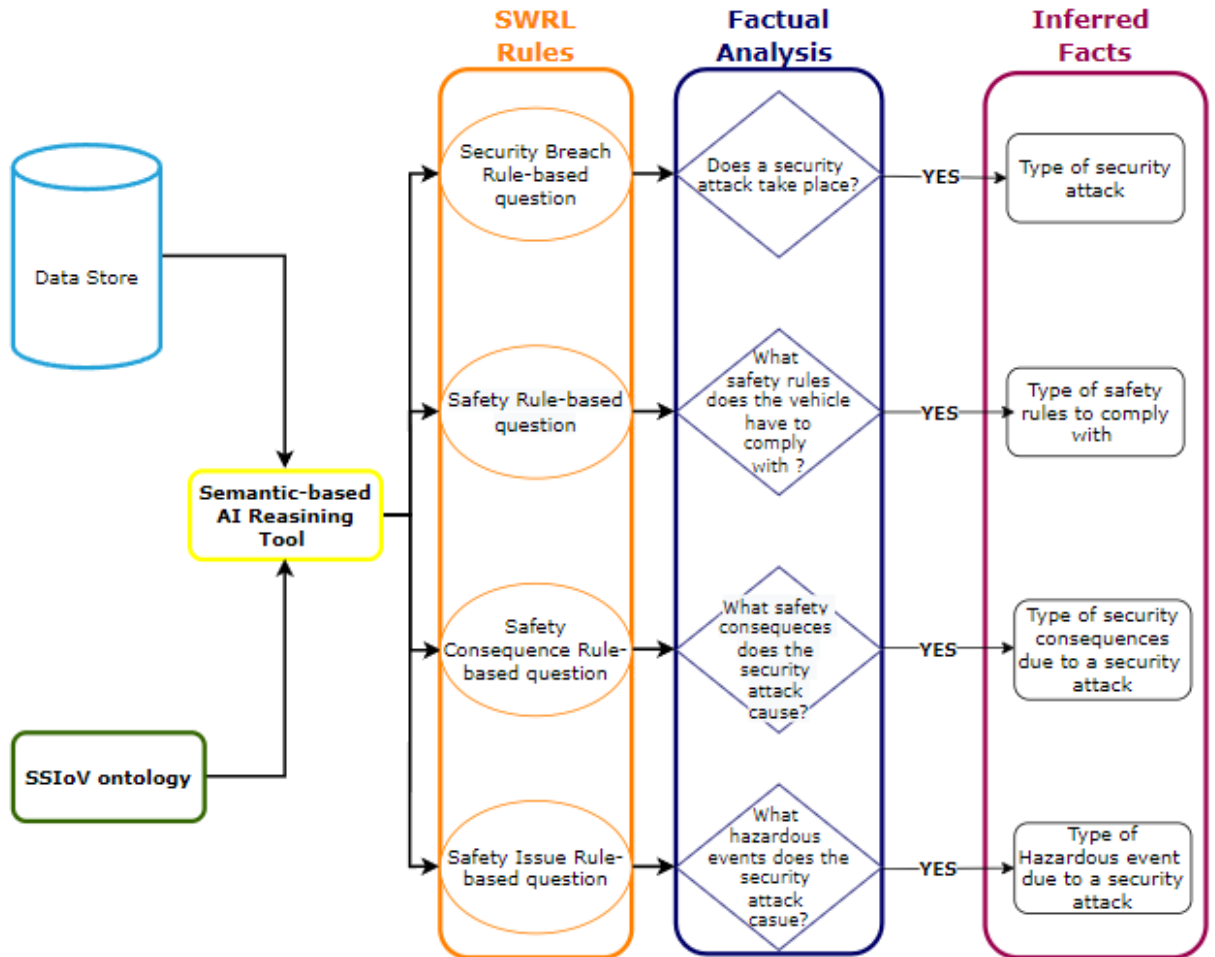 SWRL
Rules
Factual
Analysis
Inferred
Facts
Data Store
SSIoV ontology
Semantic-based
AI Reasining
Tool
Security Breach
Rule-based
question
Does a security
attack take place?
YES
Type of security
attack
Safety Rule-based
question
What
safety rules
does the vehicle
have to
comply
with ?
YES
Type of safety
rules to comply
with
Safety
Consequence Rule-
based question
What safety
consequeces
does the
security
attack
cause?
YES
Type of security
consequences
due to a security
attack
Safety Issue Rule-
based question
What
hazardous
events does the
security
attack
casue?
YES
Type of
Hazardous event
due to a security
attack